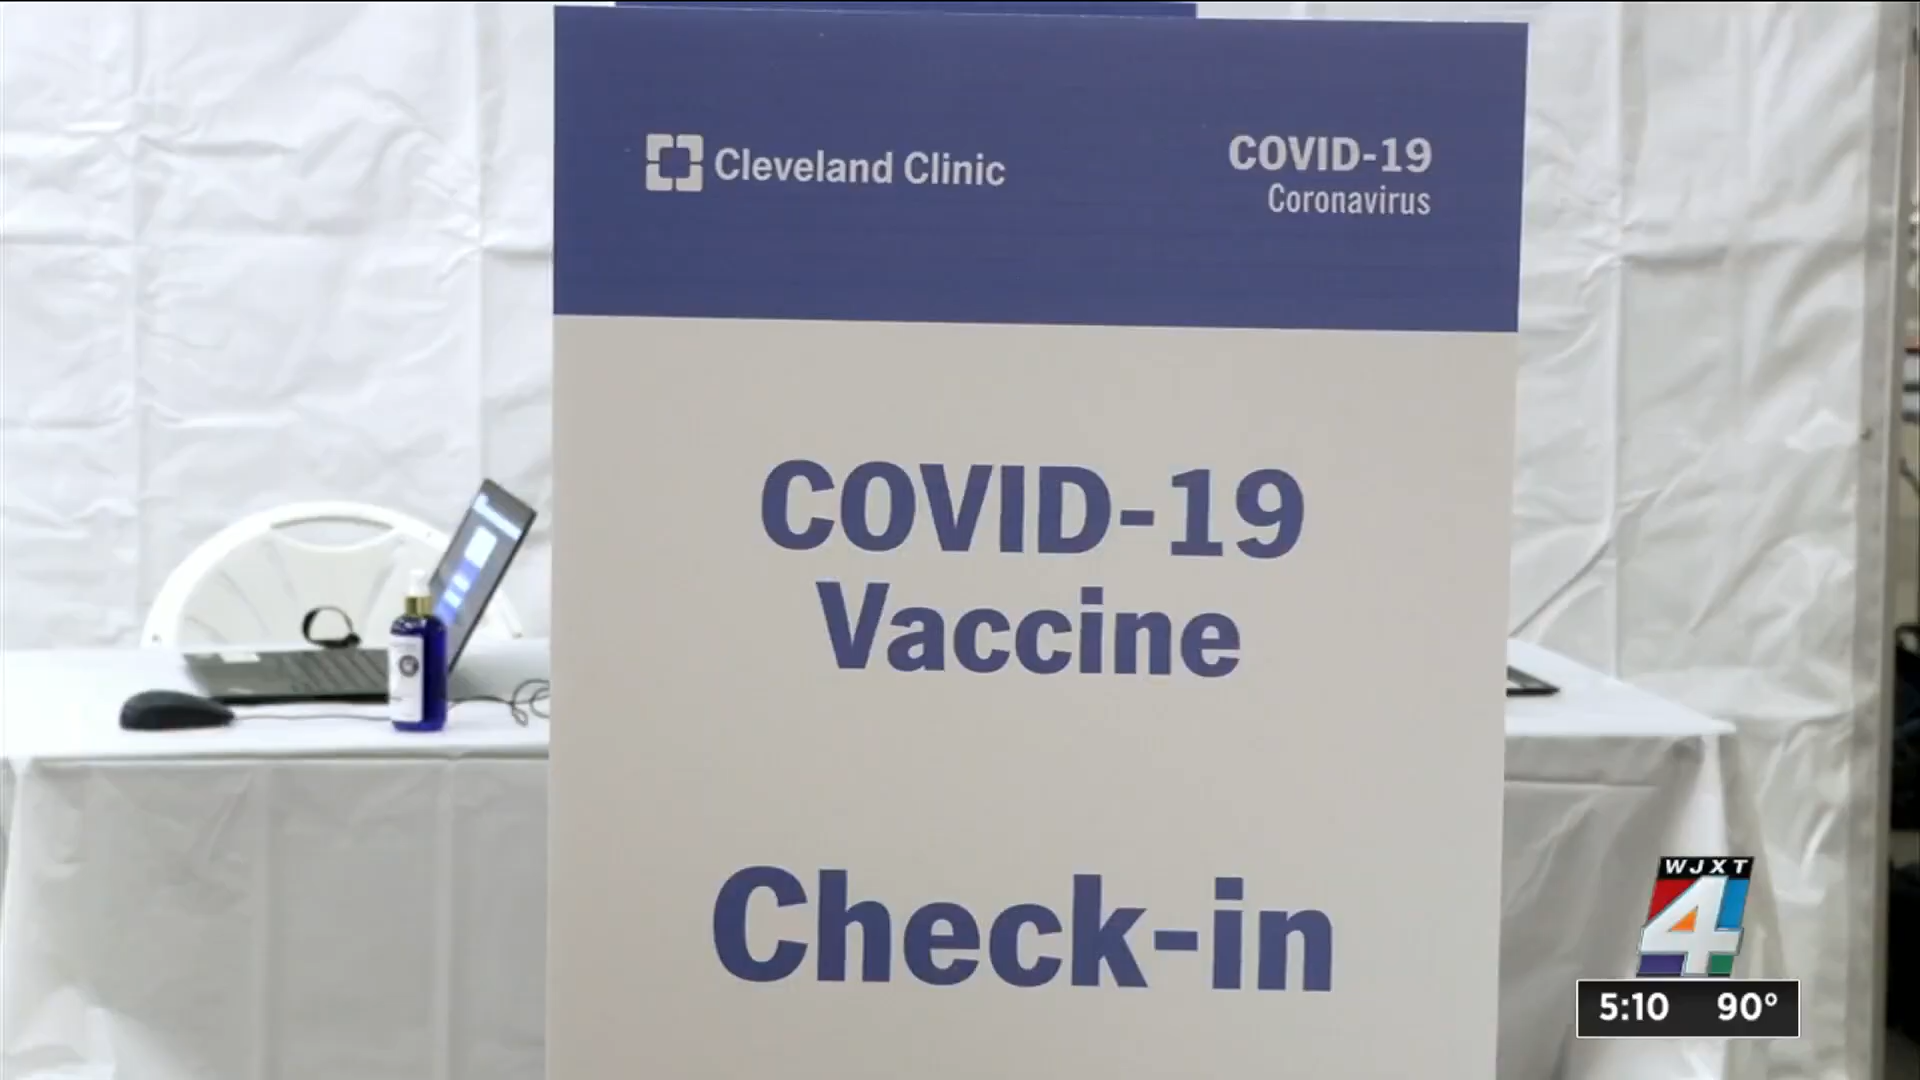 Cleveland Clinic
COVID-19
Coronavirus
COVID-19
Vaccine
Check-in
WJXT
4
5:10 90°